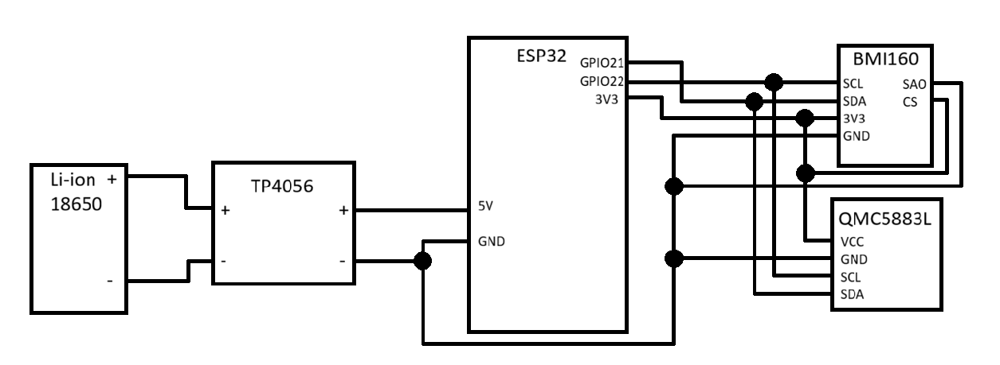 Li-ion +
18650
-
TP4056
+ +
- -
ESP32
GPIO21
GPIO22
3V3
5V
GND
BMI160
SCL SAO
SDA CS
3V3
GND
QMC5883L
VCC
GND
SCL
SDA